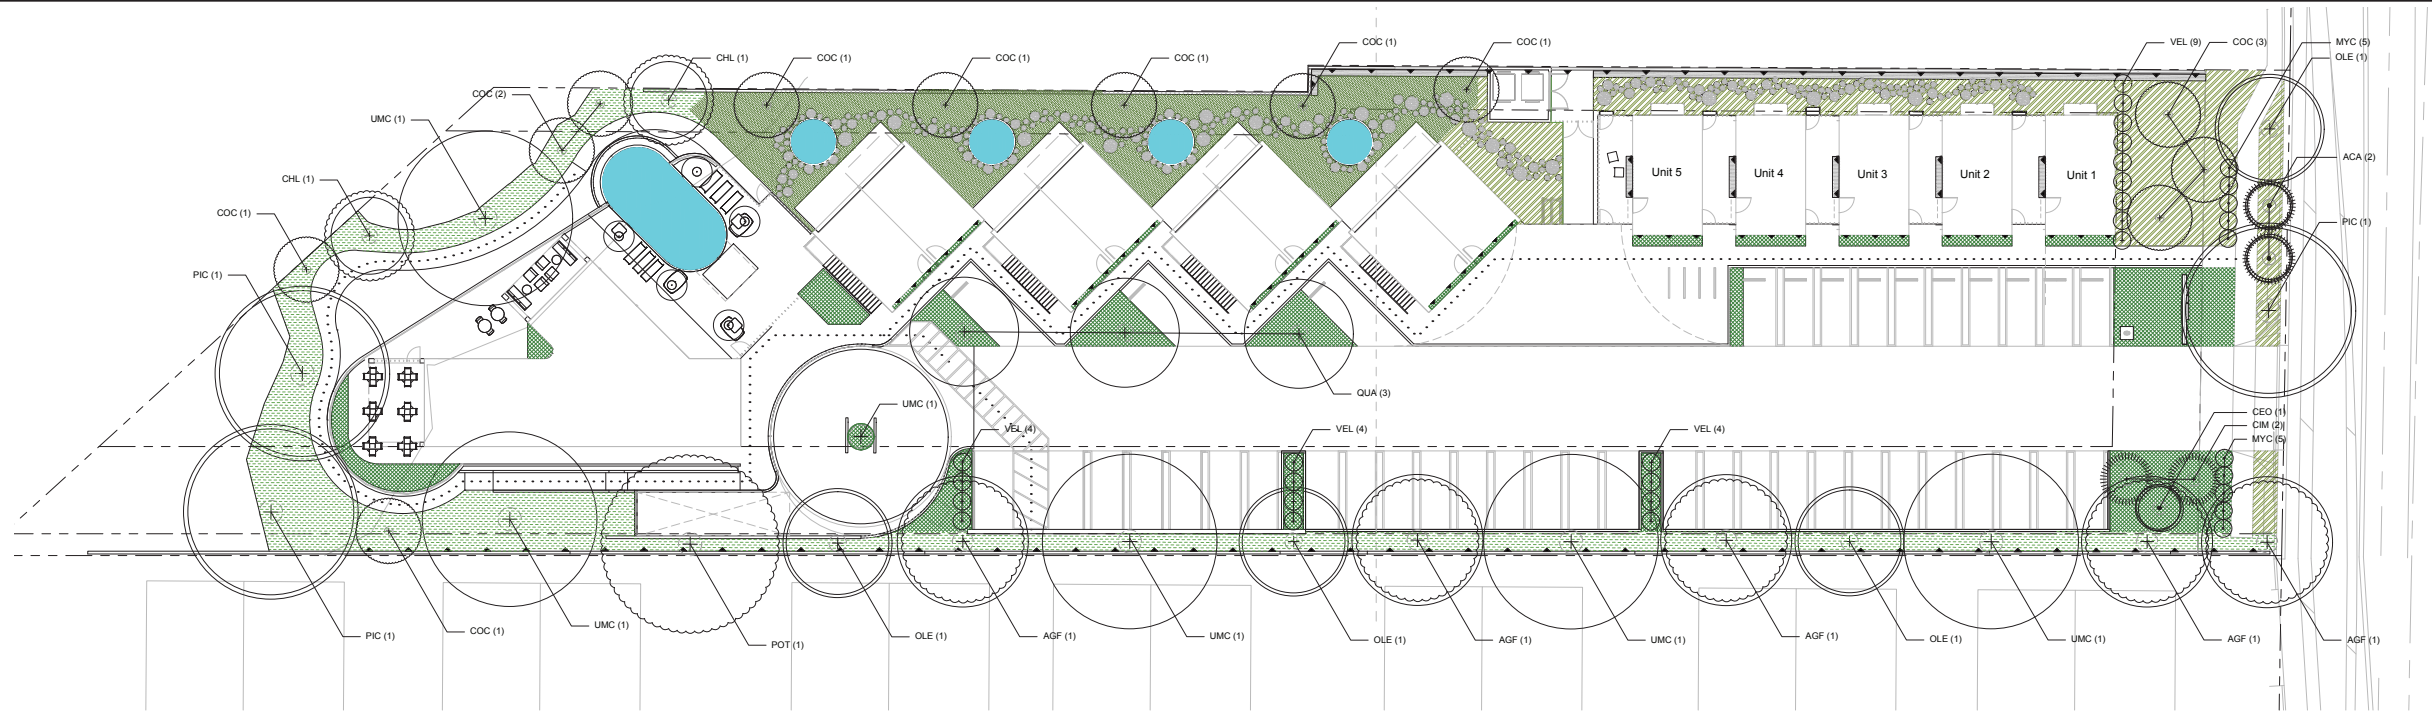 COC (1)
COC (1)
VEL (9)
COC (3)
MYC (5)
CHL (1)
COC (1)
COC (1)
COC (1)
OLE (1)
COC (2)
UMC (1)
ACA (2)
CHL (1)
Unit 5
Unit 4
Unit 3
Unit 2
Unit 1
COC (1)
PIC (1)
PIC (1)
QUA (3)
UMC (1)
CEO (1)
VEL (4)
VEL (4)
VEL (4)
CIM (2)
MYC (5)
PIC (1)
COC (1)
UMC (1)
POT (1)
OLE (1)
AGF (1)
UMC (1)
OLE (1)
AGF (1)
UMC (1)
AGF (1)
OLE (1)
UMC (1)
AGF (1)
AGF (1)